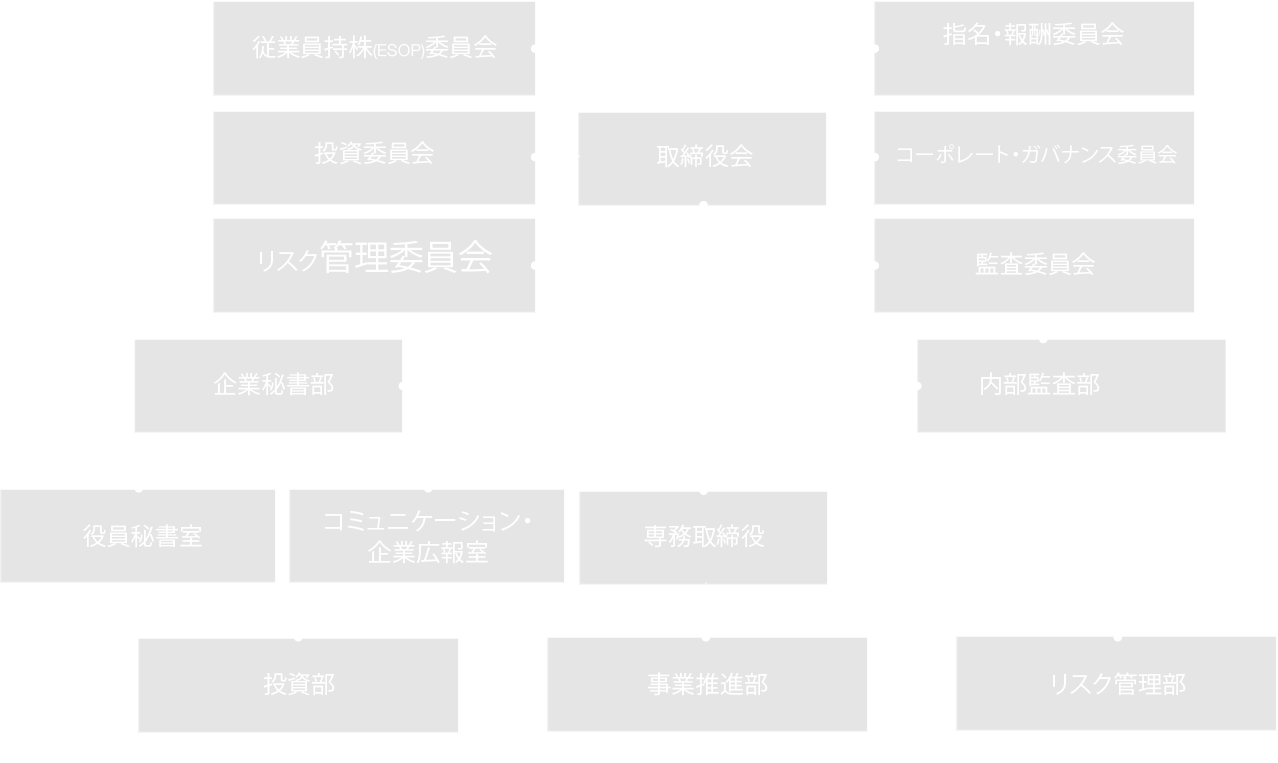 従業員持株(ESOP)委員会
指名・報酬委員会
投資委員会
取締役会
コーポレート・ガバナンス委員会
リスク管理委員会
監査委員会
企業秘書部
内部監査部
役員秘書室
コミュニケーション・
企業広報室
専務取締役
投資部
事業推進部
リスク管理部